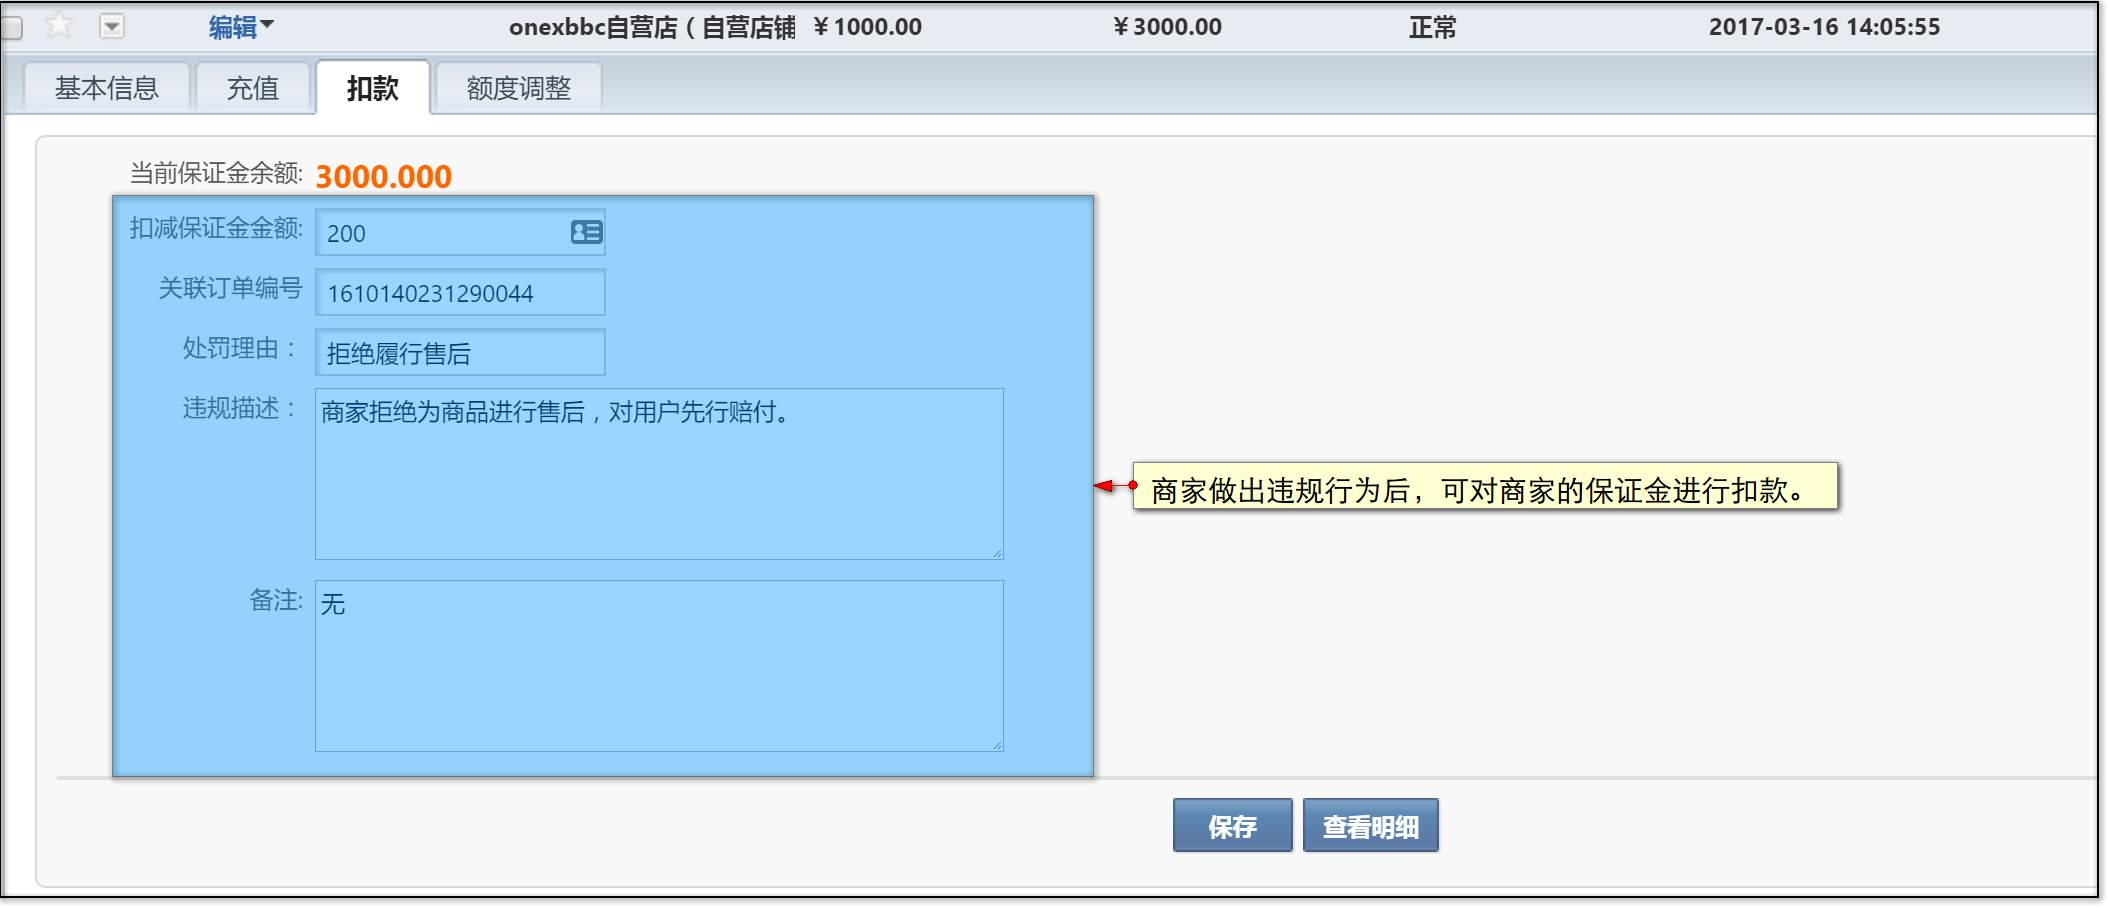 编辑 onexbbc自营店（自营店铺 ￥1000.00 ￥3000.00 正常 2017-03-16 14:05:55
基本信息 充值 扣款 额度调整
当前保证金余额: 3000.000
扣减保证金金额: 200
关联订单编号 1610140231290044
处罚理由： 拒绝履行售后
违规描述： 商家拒绝为商品进行售后，对用户先行赔付。
商家做出违规行为后，可对商家的保证金进行扣款。
备注: 无
保存 查看明细